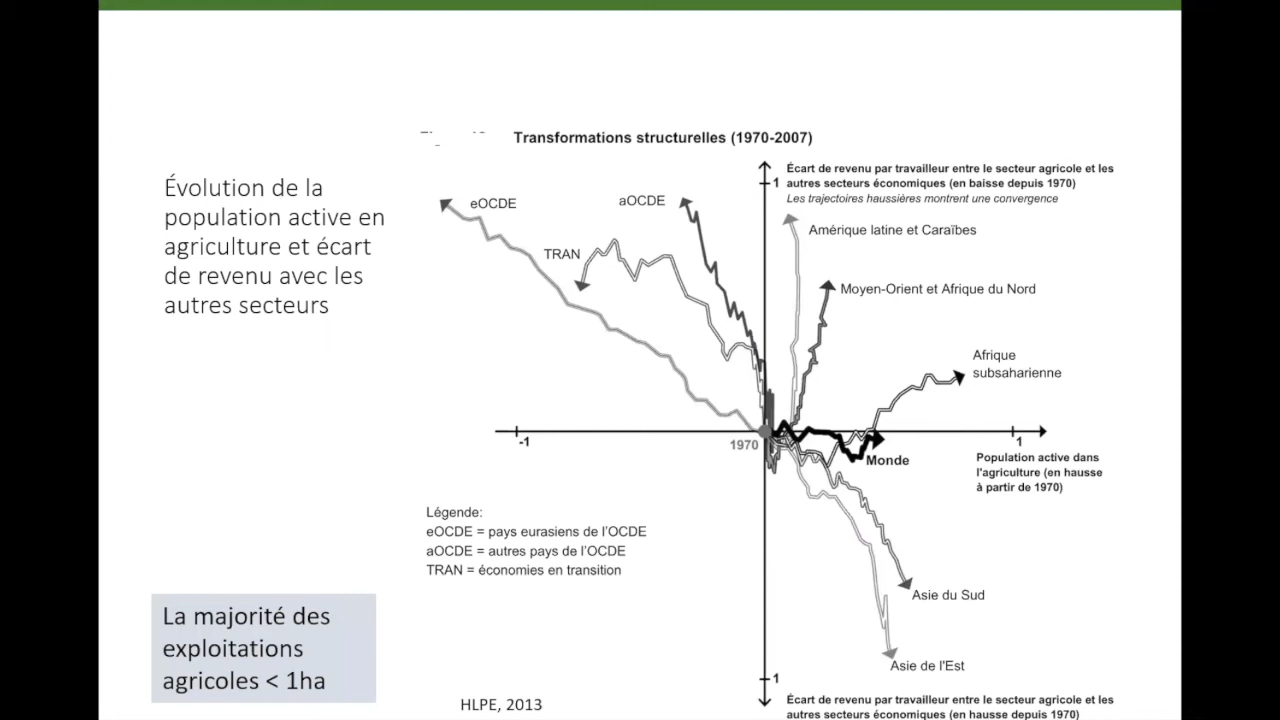 Transformations structurelles (1970-2007)
Évolution de la
population active en
agriculture et écart
de revenu avec les
autres secteurs
Écart de revenu par travailleur entre le secteur agricole et les
autres secteurs économiques (en baisse depuis 1970)
Les trajectoires haussières montrent une convergence
1
eOCDE
aOCDE
TRAN
Amérique latine et Caraïbes
Moyen-Orient et Afrique du Nord
Afrique
subsaharienne
-1
1970
1
Monde
Population active dans
l'agriculture (en hausse
à partir de 1970)
Légende:
eOCDE = pays eurasiens de l'OCDE
aOCDE = autres pays de l'OCDE
TRAN = économies en transition
Asie du Sud
Asie de l'Est
La majorité des
exploitations
agricoles < 1ha
1
HLPE, 2013
Écart de revenu par travailleur entre le secteur agricole et les
autres secteurs économiques (en hausse depuis 1970)